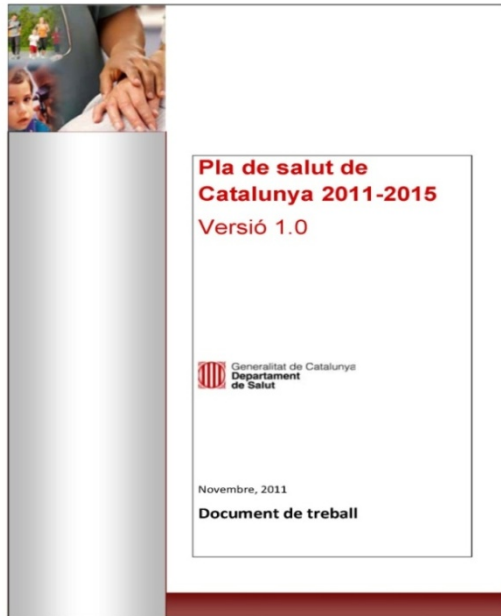 Pla de salut de
Catalunya 2011-2015
Versió 1.0
Generalitat de Catalunya
Departament
de Salut
Novembre, 2011
Document de treball